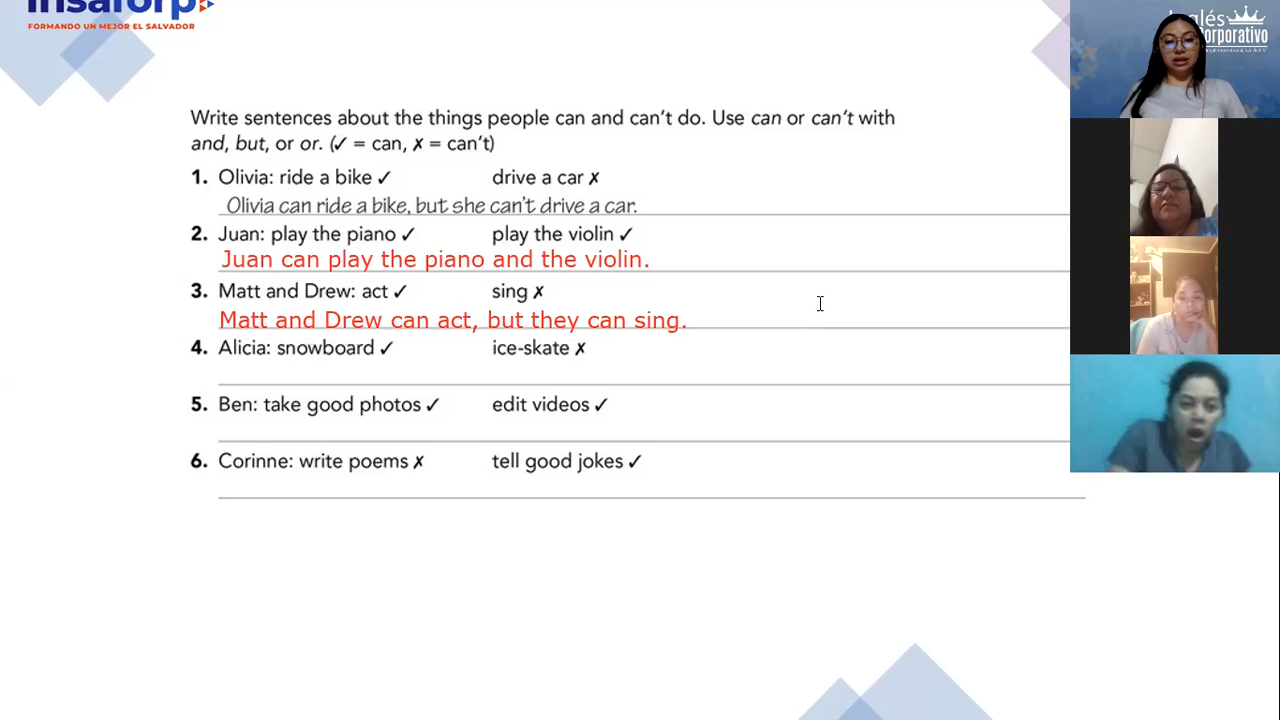 FORMANDO UN MEJOR EL SALVADOR
Write sentences about the things people can and can't do. Use can or can't with
and, but, or or. (✓ = can, ✗ = can't)
1. Olivia: ride a bike ✓ drive a car ✗
Olivia can ride a bike, but she can't drive a car.
2. Juan: play the piano ✓ play the violin ✓
Juan can play the piano and the violin.
3. Matt and Drew: act ✓ sing ✗
Matt and Drew can act, but they can sing.
4. Alicia: snowboard ✓ ice-skate ✗
5. Ben: take good photos ✓ edit videos ✓
6. Corinne: write poems ✗ tell good jokes ✓